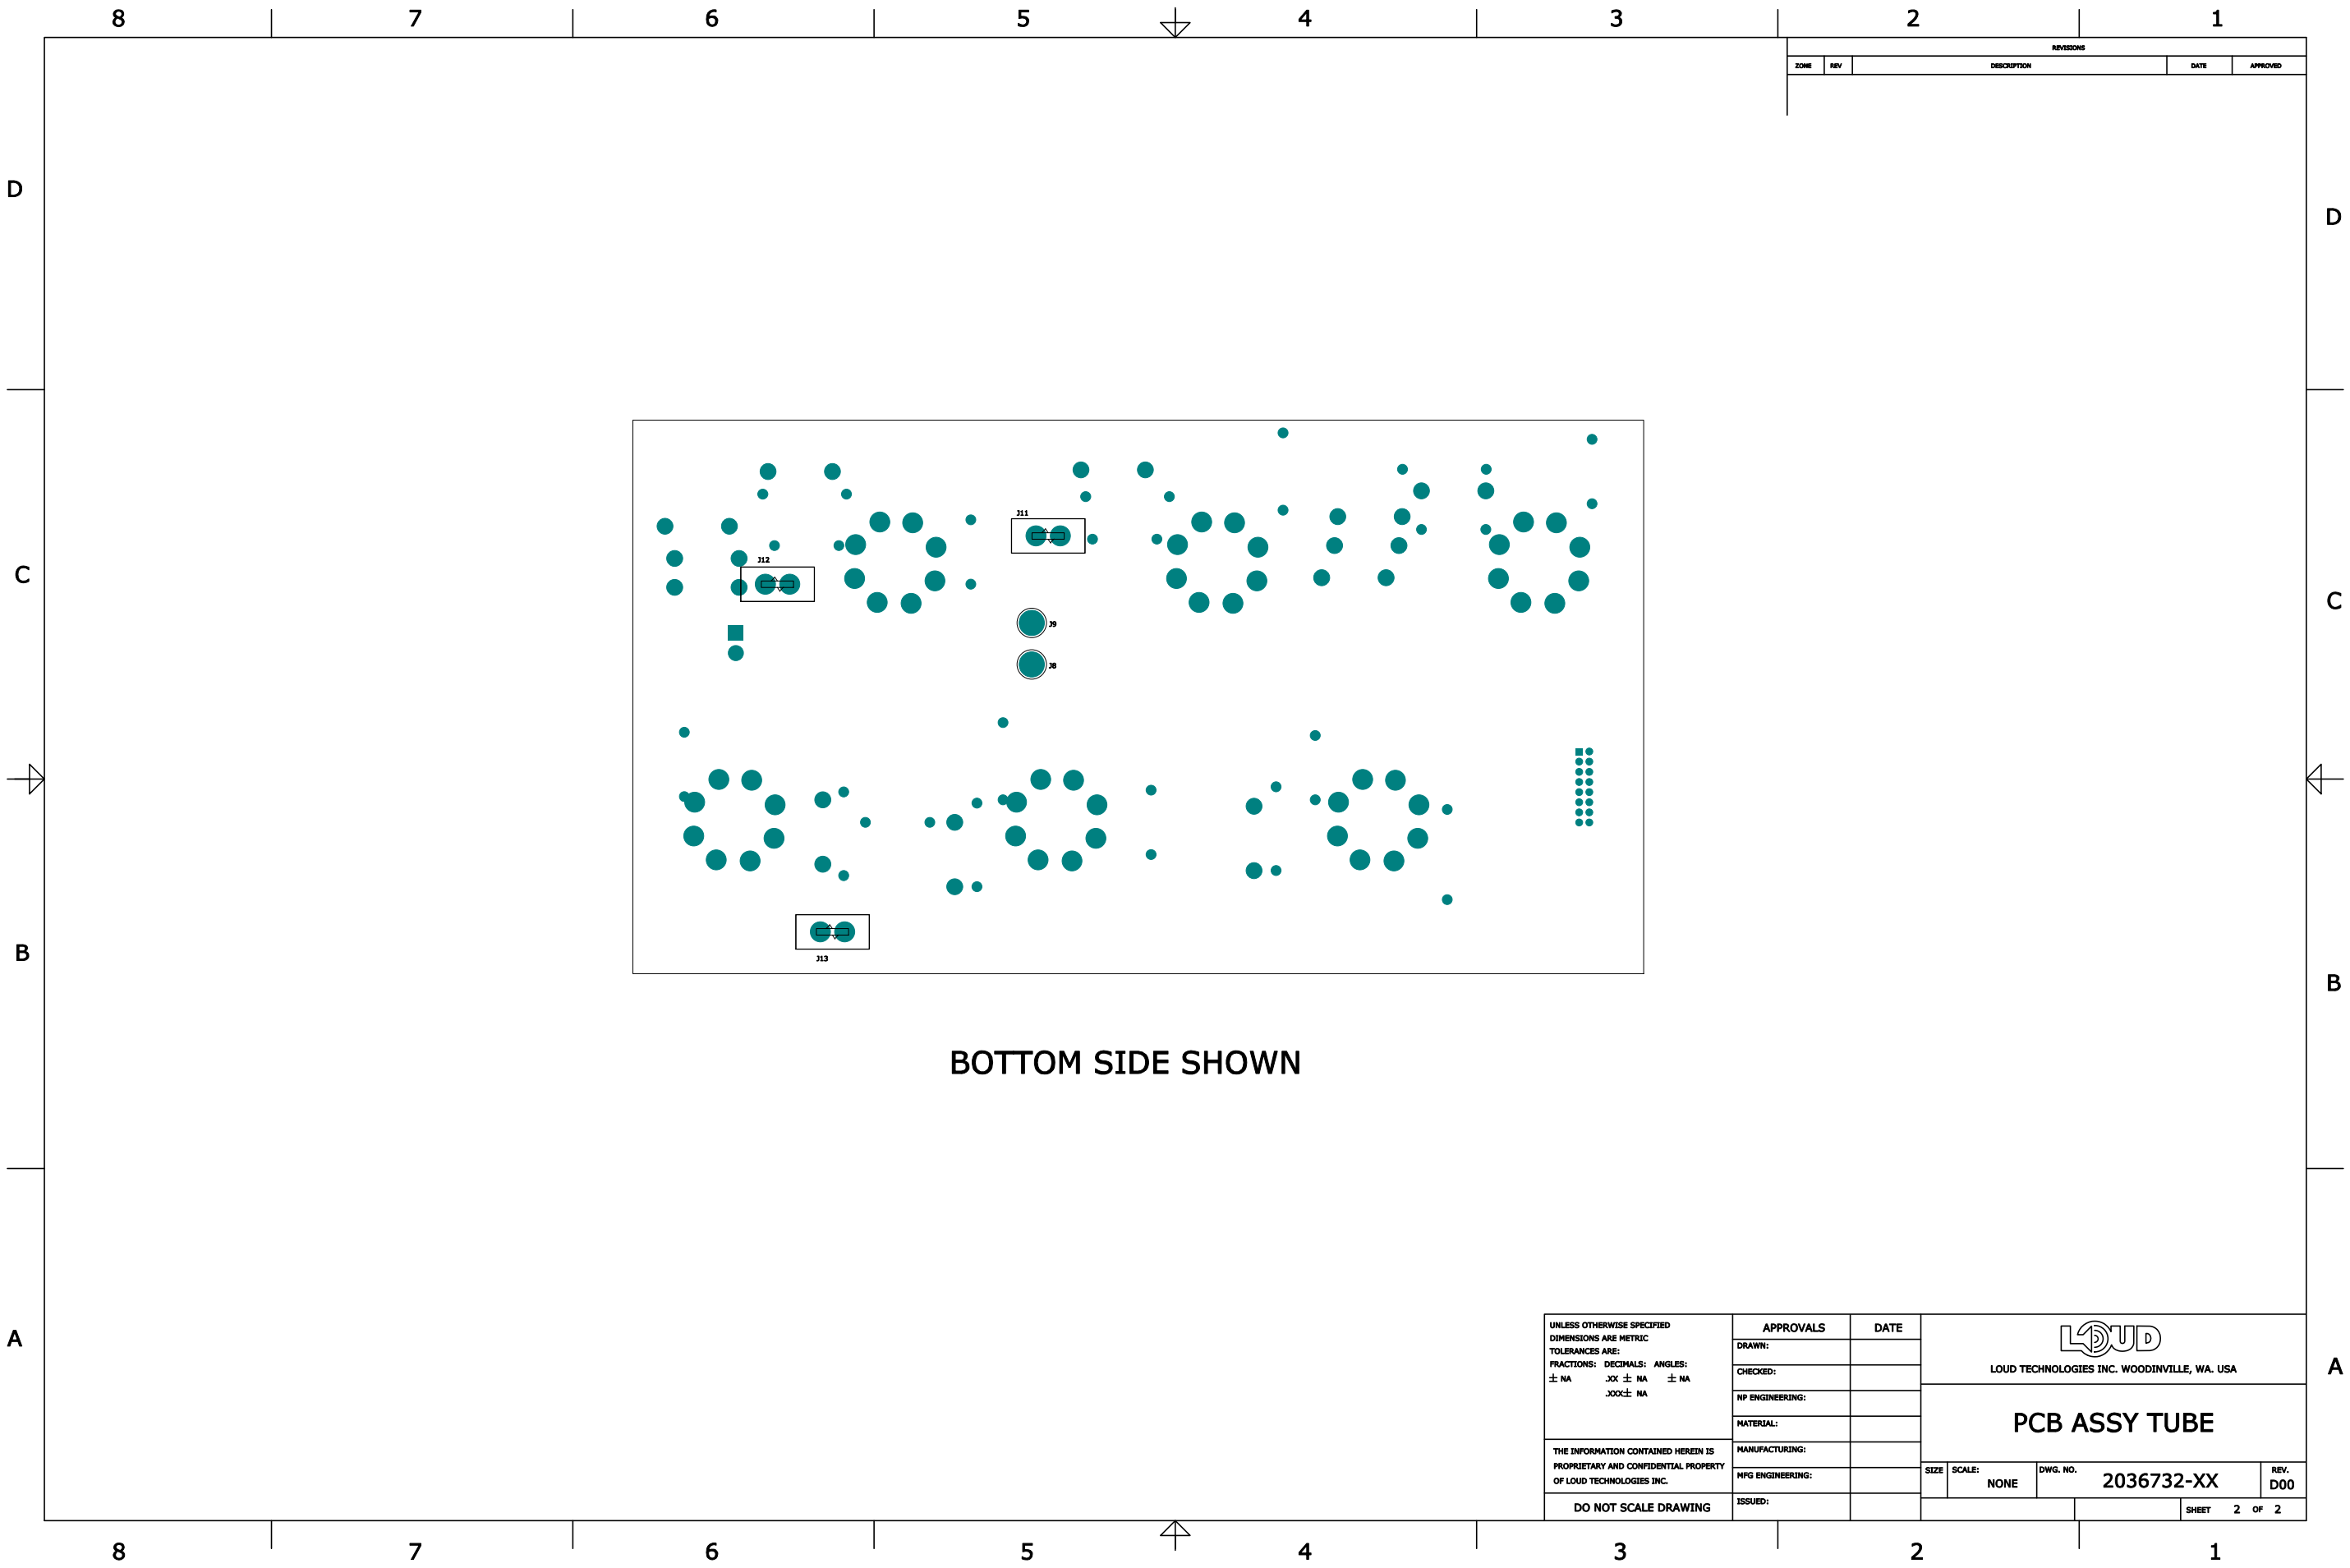 8 7 6 5 4 3 2 1
REVISIONS
ZONE REV DESCRIPTION DATE APPROVED
D
D
J11
J12
C
C
J9
J8
B
J13
B
BOTTOM SIDE SHOWN
A
A
UNLESS OTHERWISE SPECIFIED
DIMENSIONS ARE METRIC
TOLERANCES ARE:
FRACTIONS: DECIMALS: ANGLES:
± NA .XX ± NA ± NA
.XXX± NA
THE INFORMATION CONTAINED HEREIN IS
PROPRIETARY AND CONFIDENTIAL PROPERTY
OF LOUD TECHNOLOGIES INC.
DO NOT SCALE DRAWING
APPROVALS DATE
DRAWN:
CHECKED:
NP ENGINEERING:
MATERIAL:
MANUFACTURING:
MFG ENGINEERING:
ISSUED:
LOUD
LOUD TECHNOLOGIES INC. WOODINVILLE, WA. USA
PCB ASSY TUBE
SIZE SCALE: DWG. NO. REV.
NONE 2036732-XX D00
SHEET 2 OF 2
8 7 6 5 4 3 2 1